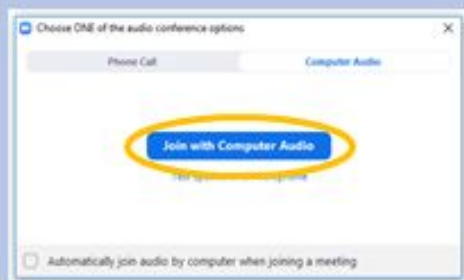 Choose ONE of the audio conference options
Phone Call
Computer Audio
Join with Computer Audio
Automatically join audio by computer when joining a meeting